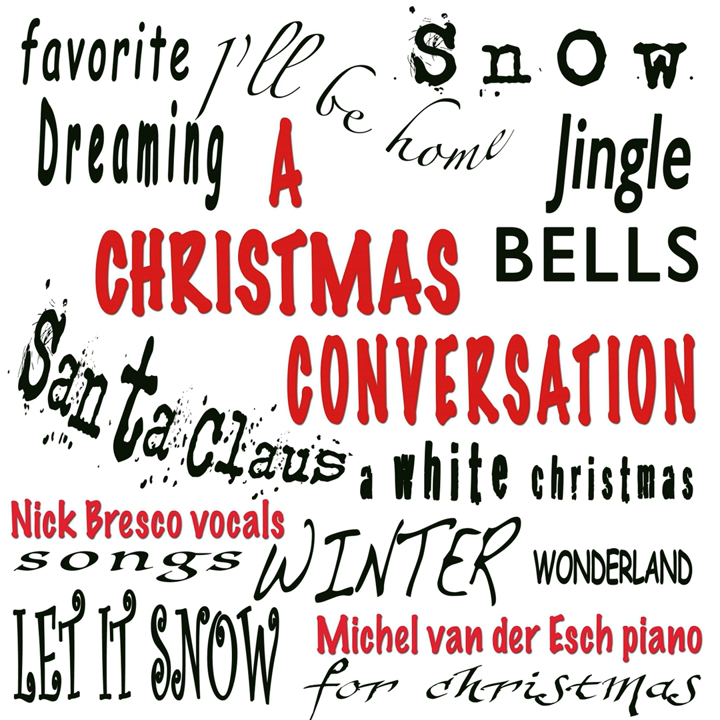 favorite I'll be home Snow
Dreaming A Jingle
CHRISTMAS BELLS
Santa Claus CONVERSATION
a white christmas
Nick Bresco vocals
songs WINTER WONDERLAND
LET IT SNOW Michel van der Esch piano
for christmas